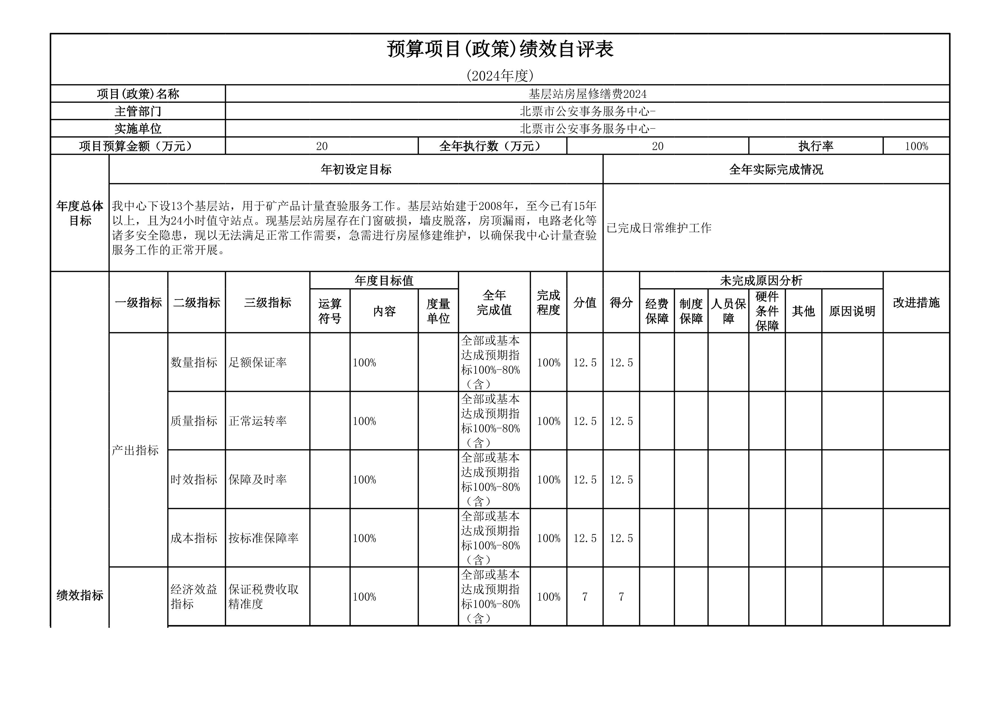 预算项目(政策)绩效自评表
(2024年度)
项目(政策)名称 基层站房屋修缮费2024
主管部门 北票市公安事务服务中心-
实施单位 北票市公安事务服务中心-
项目预算金额（万元） 20 全年执行数（万元） 20 执行率 100%
年度总体
目标
年初设定目标 全年实际完成情况
我中心下设13个基层站，用于矿产品计量查验服务工作。基层站始建于2008年，至今已有15年
以上，且为24小时值守站点。现基层站房屋存在门窗破损，墙皮脱落，房顶漏雨，电路老化等
诸多安全隐患，现以无法满足正常工作需要，急需进行房屋修建维护，以确保我中心计量查验
服务工作的正常开展。
已完成日常维护工作
绩效指标
一级指标 二级指标 三级指标
年度目标值
运算
符号
内容
度量
单位
全年
完成值
完成
程度
分值 得分
未完成原因分析
经费
保障
制度
保障
人员保
障
硬件
条件
保障
其他 原因说明
改进措施
产出指标
数量指标 足额保证率 100%
全部或基本
达成预期指
标100%-80%
（含）
100% 12.5 12.5
质量指标 正常运转率 100%
全部或基本
达成预期指
标100%-80%
（含）
100% 12.5 12.5
时效指标 保障及时率 100%
全部或基本
达成预期指
标100%-80%
（含）
100% 12.5 12.5
成本指标 按标准保障率 100%
全部或基本
达成预期指
标100%-80%
（含）
100% 12.5 12.5
经济效益
指标
保证税费收取
精准度
100%
全部或基本
达成预期指
标100%-80%
（含）
100% 7 7